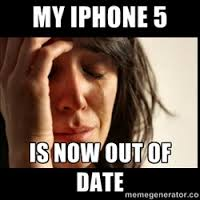 MY IPHONE 5
IS NOW OUT OF
DATE
memegenerator.co